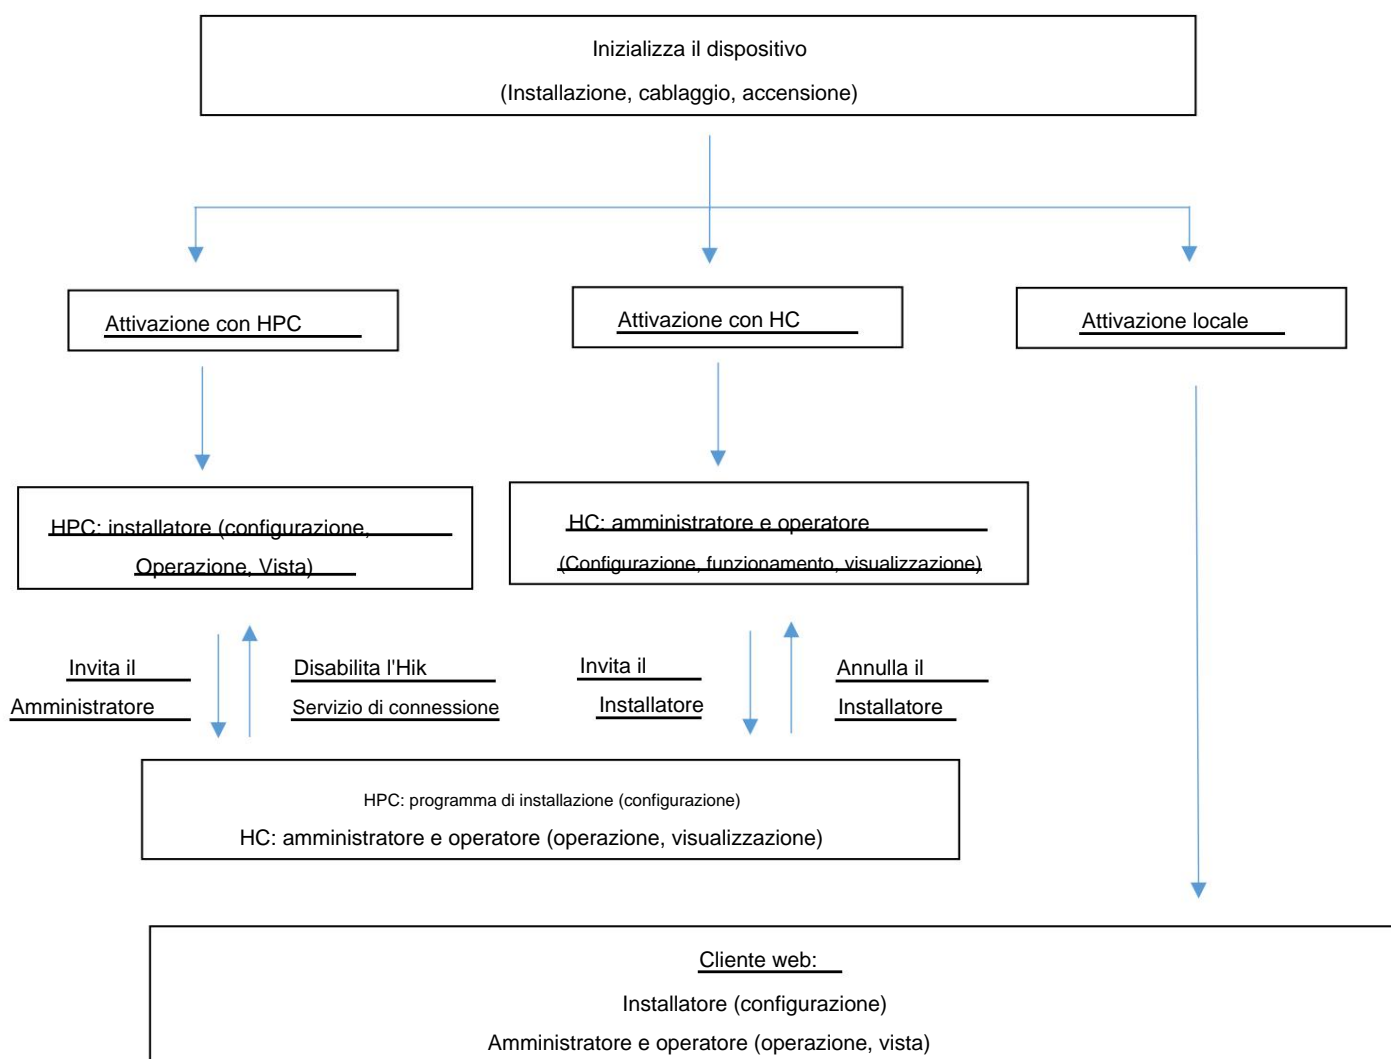 Inizializza il dispositivo
(Installazione, cablaggio, accensione)
Attivazione con HPC
Attivazione con HC
Attivazione locale
HPC: installatore (configurazione,
Operazione, Vista)
HC: amministratore e operatore
(Configurazione, funzionamento, visualizzazione)
Invita il
Amministratore
Disabilita l'Hik
Servizio di connessione
Invita il
Installatore
Annulla il
Installatore
HPC: programma di installazione (configurazione)
HC: amministratore e operatore (operazione, visualizzazione)
Cliente web:
Installatore (configurazione)
Amministratore e operatore (operazione, vista)